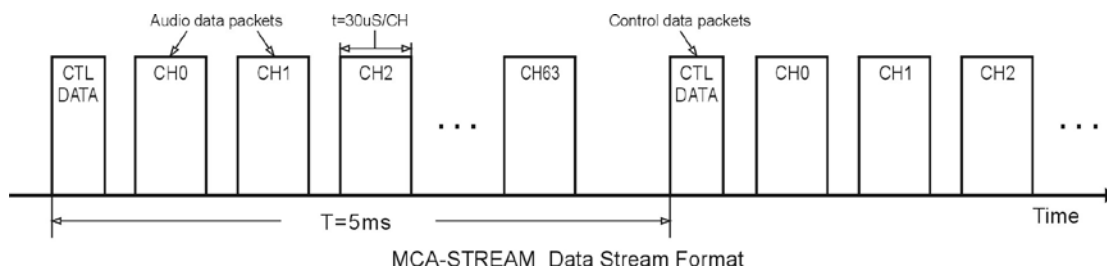 Audio data packets t=30uS/CH Control data packets
CTL DATA CH0 CH1 CH2 ... CH63 CTL DATA CH0 CH1 CH2 ...
T=5ms Time
MCA-STREAM Data Stream Format